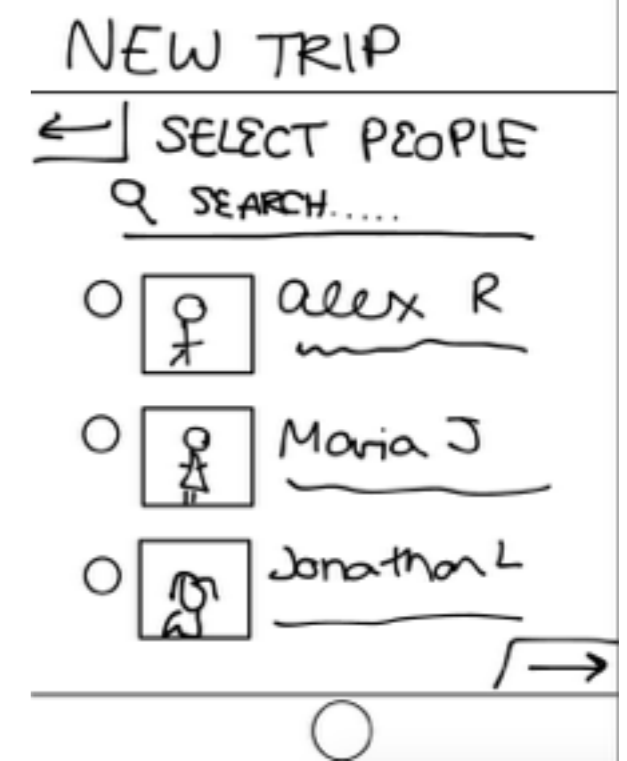 NEW TRIP
SELECT PEOPLE
SEARCH.....
alex R
Maria J
Jonathan L